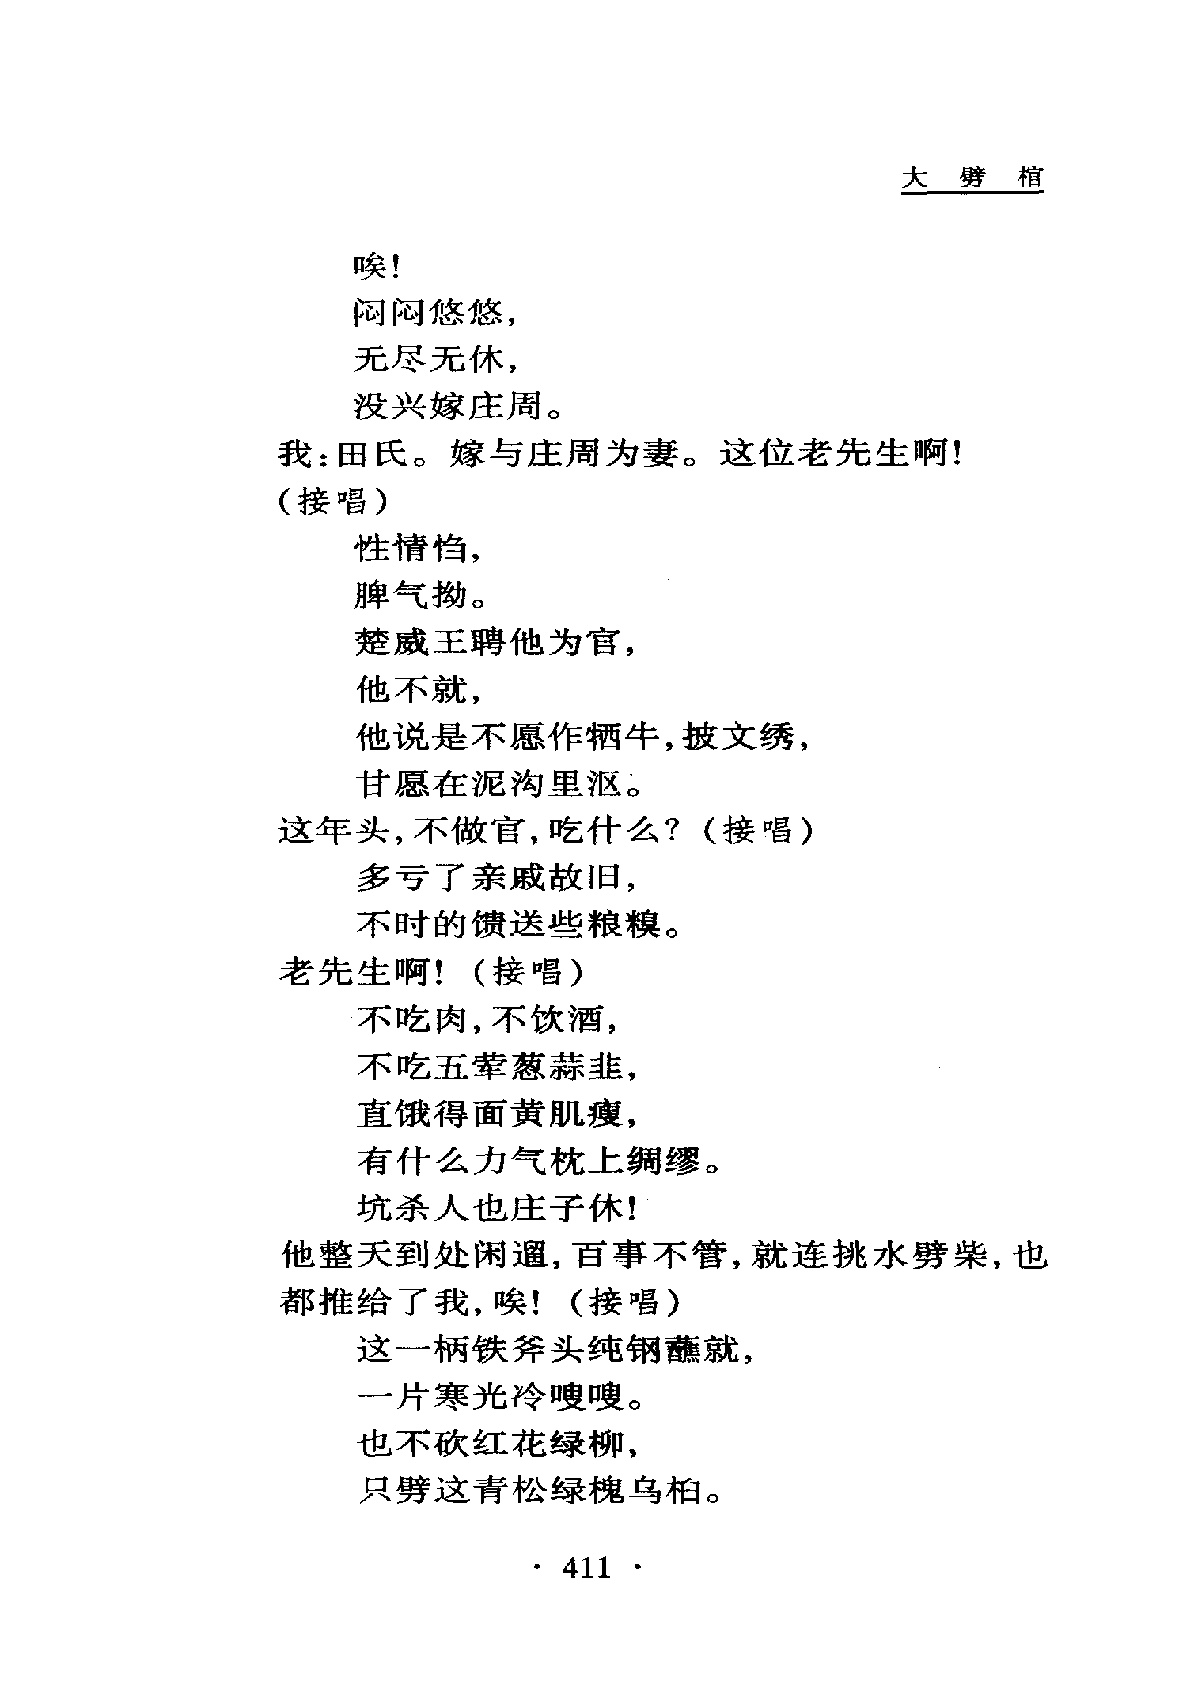 大 劈 棺
唉!
闷闷悠悠,
无尽无休,
没兴嫁庄周。
我:田氏。嫁与庄周为妻。这位老先生啊!
(接唱)
性情㤘,
脾气拗。
楚威王聘他为官,
他不就,
他说是不愿作牺牛,披文绣,
甘愿在泥沟里沤。
这年头,不做官,吃什么?(接唱)
多亏了亲戚故旧,
不时的馈送些粮糗。
老先生啊!(接唱)
不吃肉,不饮酒,
不吃五荤葱蒜韭,
直饿得面黄肌瘦,
有什么力气枕上绸缪。
坑杀人也庄子休!
他整天到处闲遛,百事不管,就连挑水劈柴,也
都推给了我,唉!(接唱)
这一柄铁斧头纯钢蘸就,
一片寒光冷嗖嗖。
也不砍红花绿柳,
只劈这青松绿槐乌桕。
· 411 ·